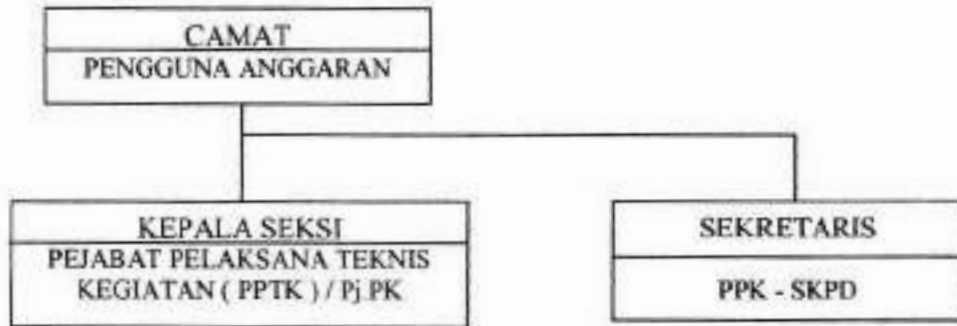 CAMAT
PENGGUNA ANGGARAN
KEPALA SEKSI
PEJABAT PELAKSANA TEKNIS
KEGIATAN ( PPTK ) / Pj.PK
SEKRETARIS
PPK - SKPD